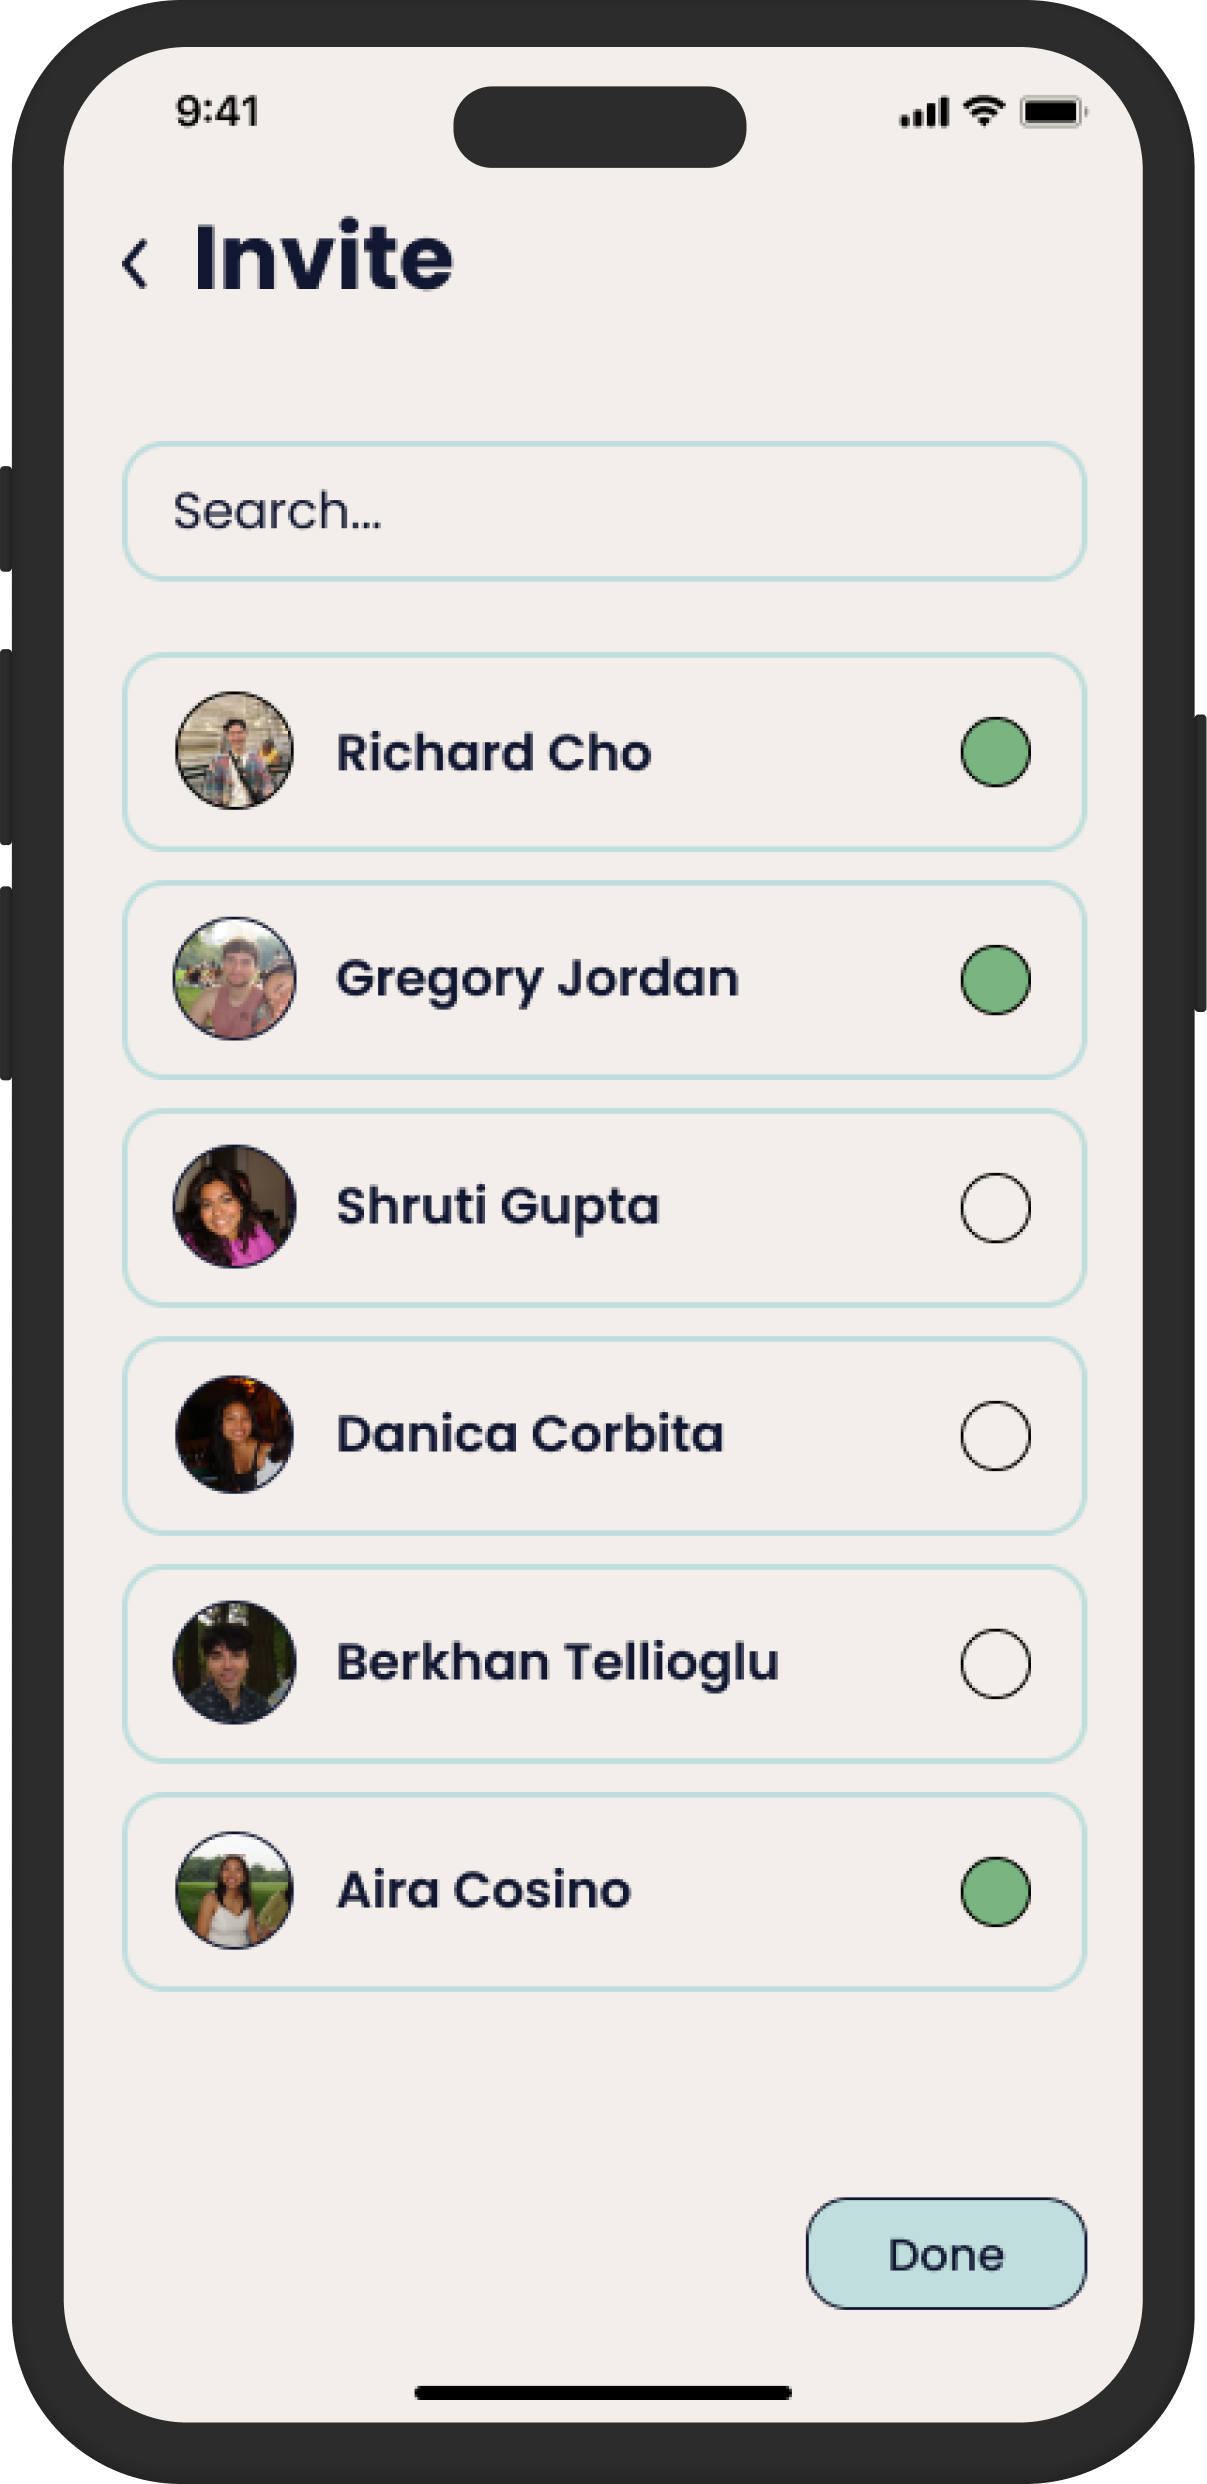 9:41
Invite
Search...
Richard Cho
Gregory Jordan
Shruti Gupta
Danica Corbita
Berkhan Tellioglu
Aira Cosino
Done